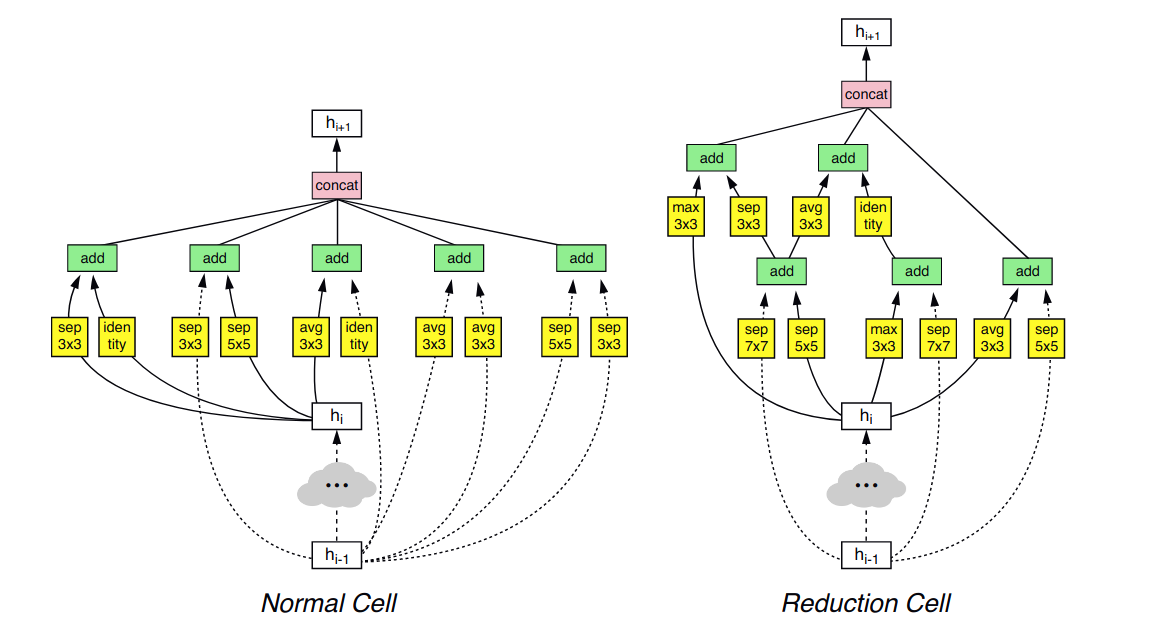 h_{i+1}
concat
add
add
add
add
add
sep
3x3
iden
tity
sep
3x3
sep
5x5
avg
3x3
iden
tity
avg
3x3
avg
3x3
sep
5x5
sep
3x3
h_i
...
h_{i-1}
Normal Cell
h_{i+1}
concat
add
add
max
3x3
sep
3x3
avg
3x3
iden
tity
add
add
add
sep
7x7
sep
5x5
max
3x3
sep
7x7
avg
3x3
sep
5x5
h_i
...
h_{i-1}
Reduction Cell